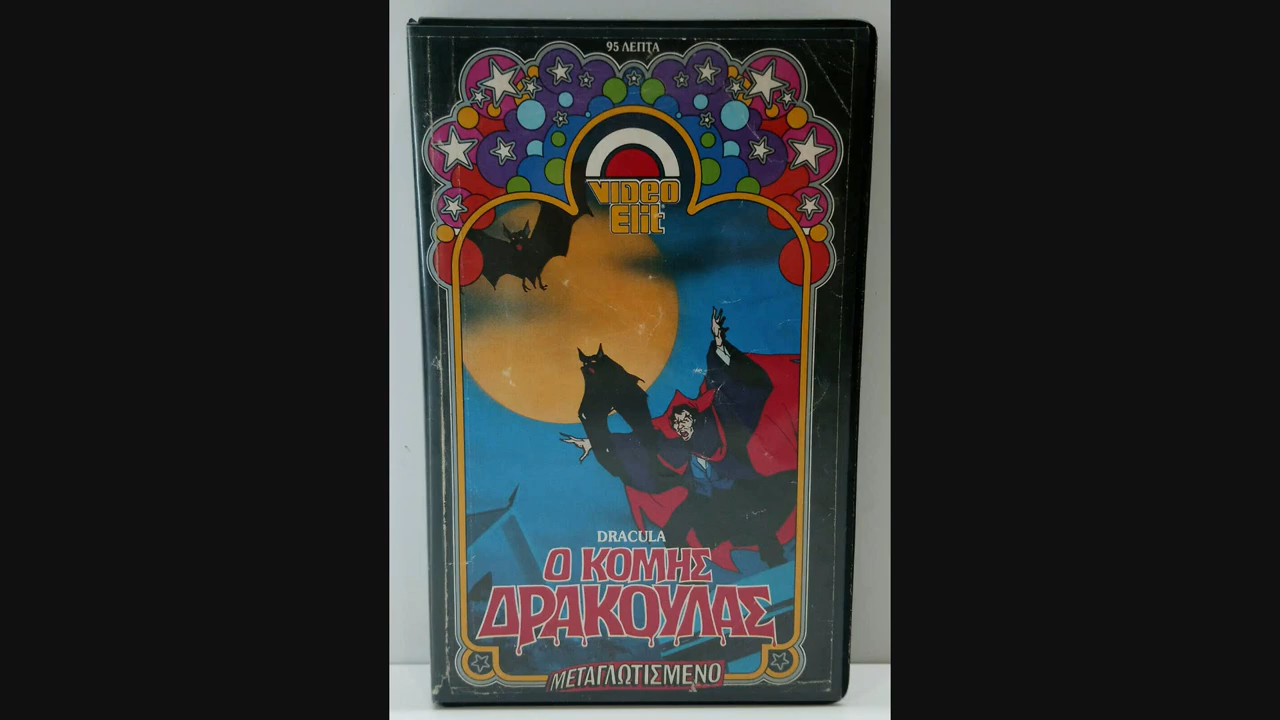 95 ΛΕΠΤΑ
VIDEO
Elit
DRACULA
Ο ΚΟΜΗΣ
ΔΡΑΚΟΥΛΑΣ
ΜΕΤΑΓΛΩΤΙΣΜΕΝΟ